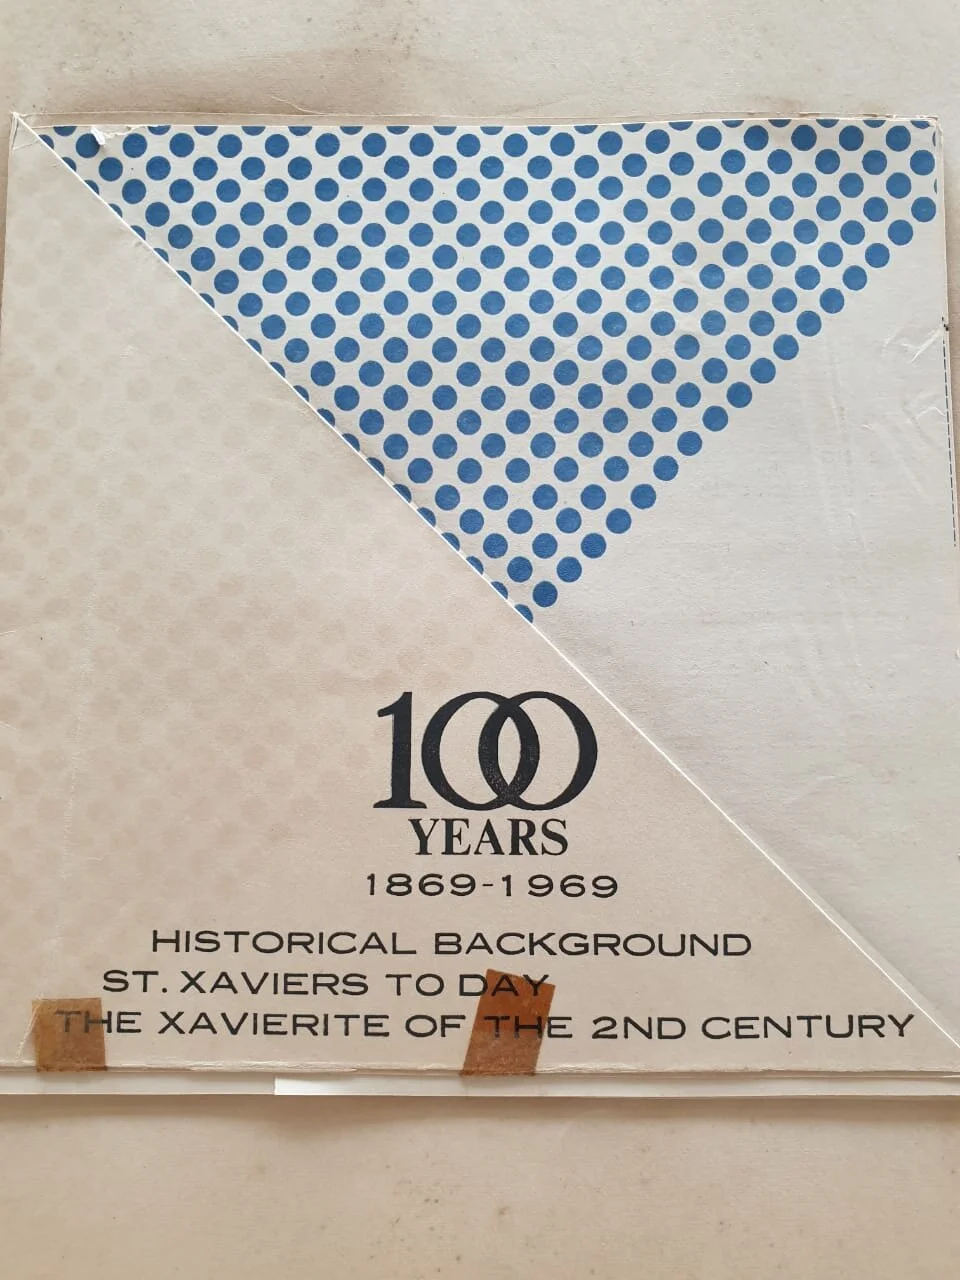 100
YEARS
1869-1969
HISTORICAL BACKGROUND
ST. XAVIERS TO DAY
THE XAVIERITE OF THE 2ND CENTURY